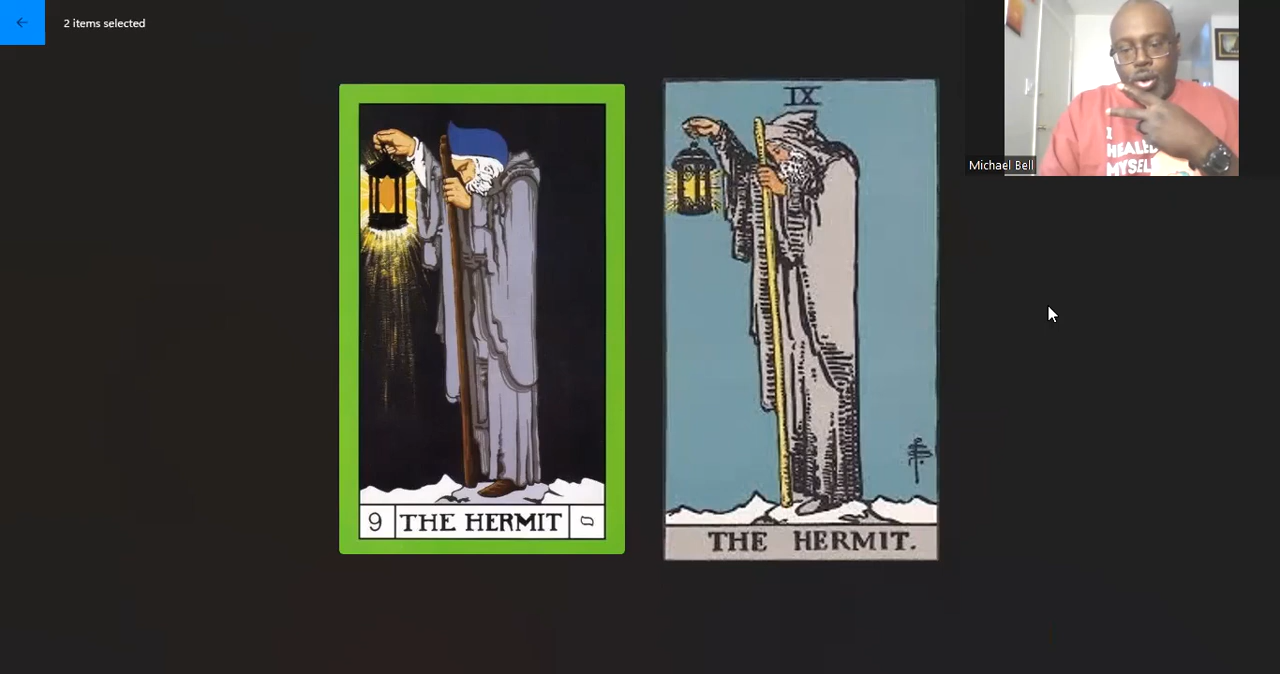 2 items selected
9 THE HERMIT
IX
THE HERMIT.
Michael Bell
I
HEALED
MYSELF